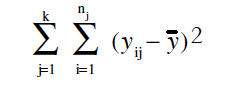 k n_j
∑ ∑ (y_ij − ȳ)2
j=1 i=1